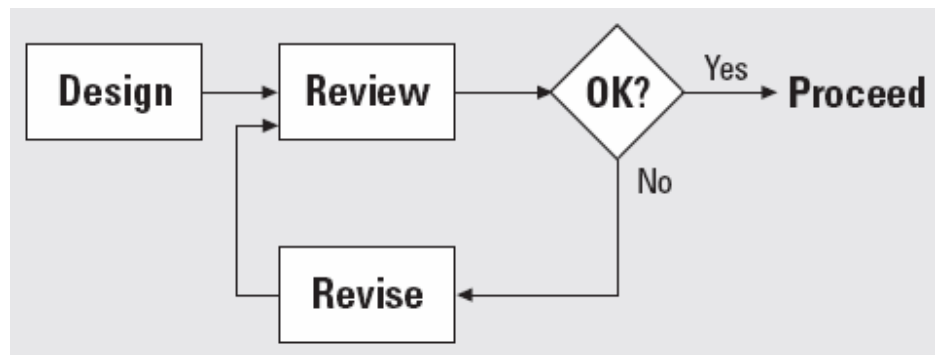 Design
Review
OK?
Yes
Proceed
No
Revise